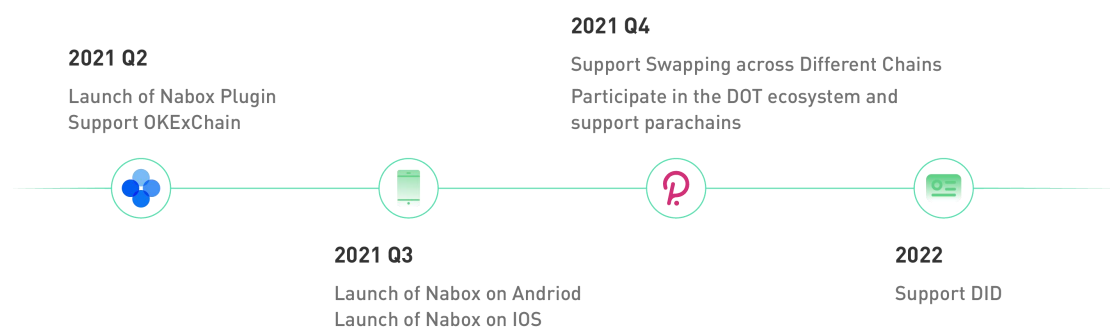 2021 Q2
Launch of Nabox Plugin
Support OKExChain
2021 Q3
Launch of Nabox on Andriod
Launch of Nabox on IOS
2021 Q4
Support Swapping across Different Chains
Participate in the DOT ecosystem and
support parachains
2022
Support DID